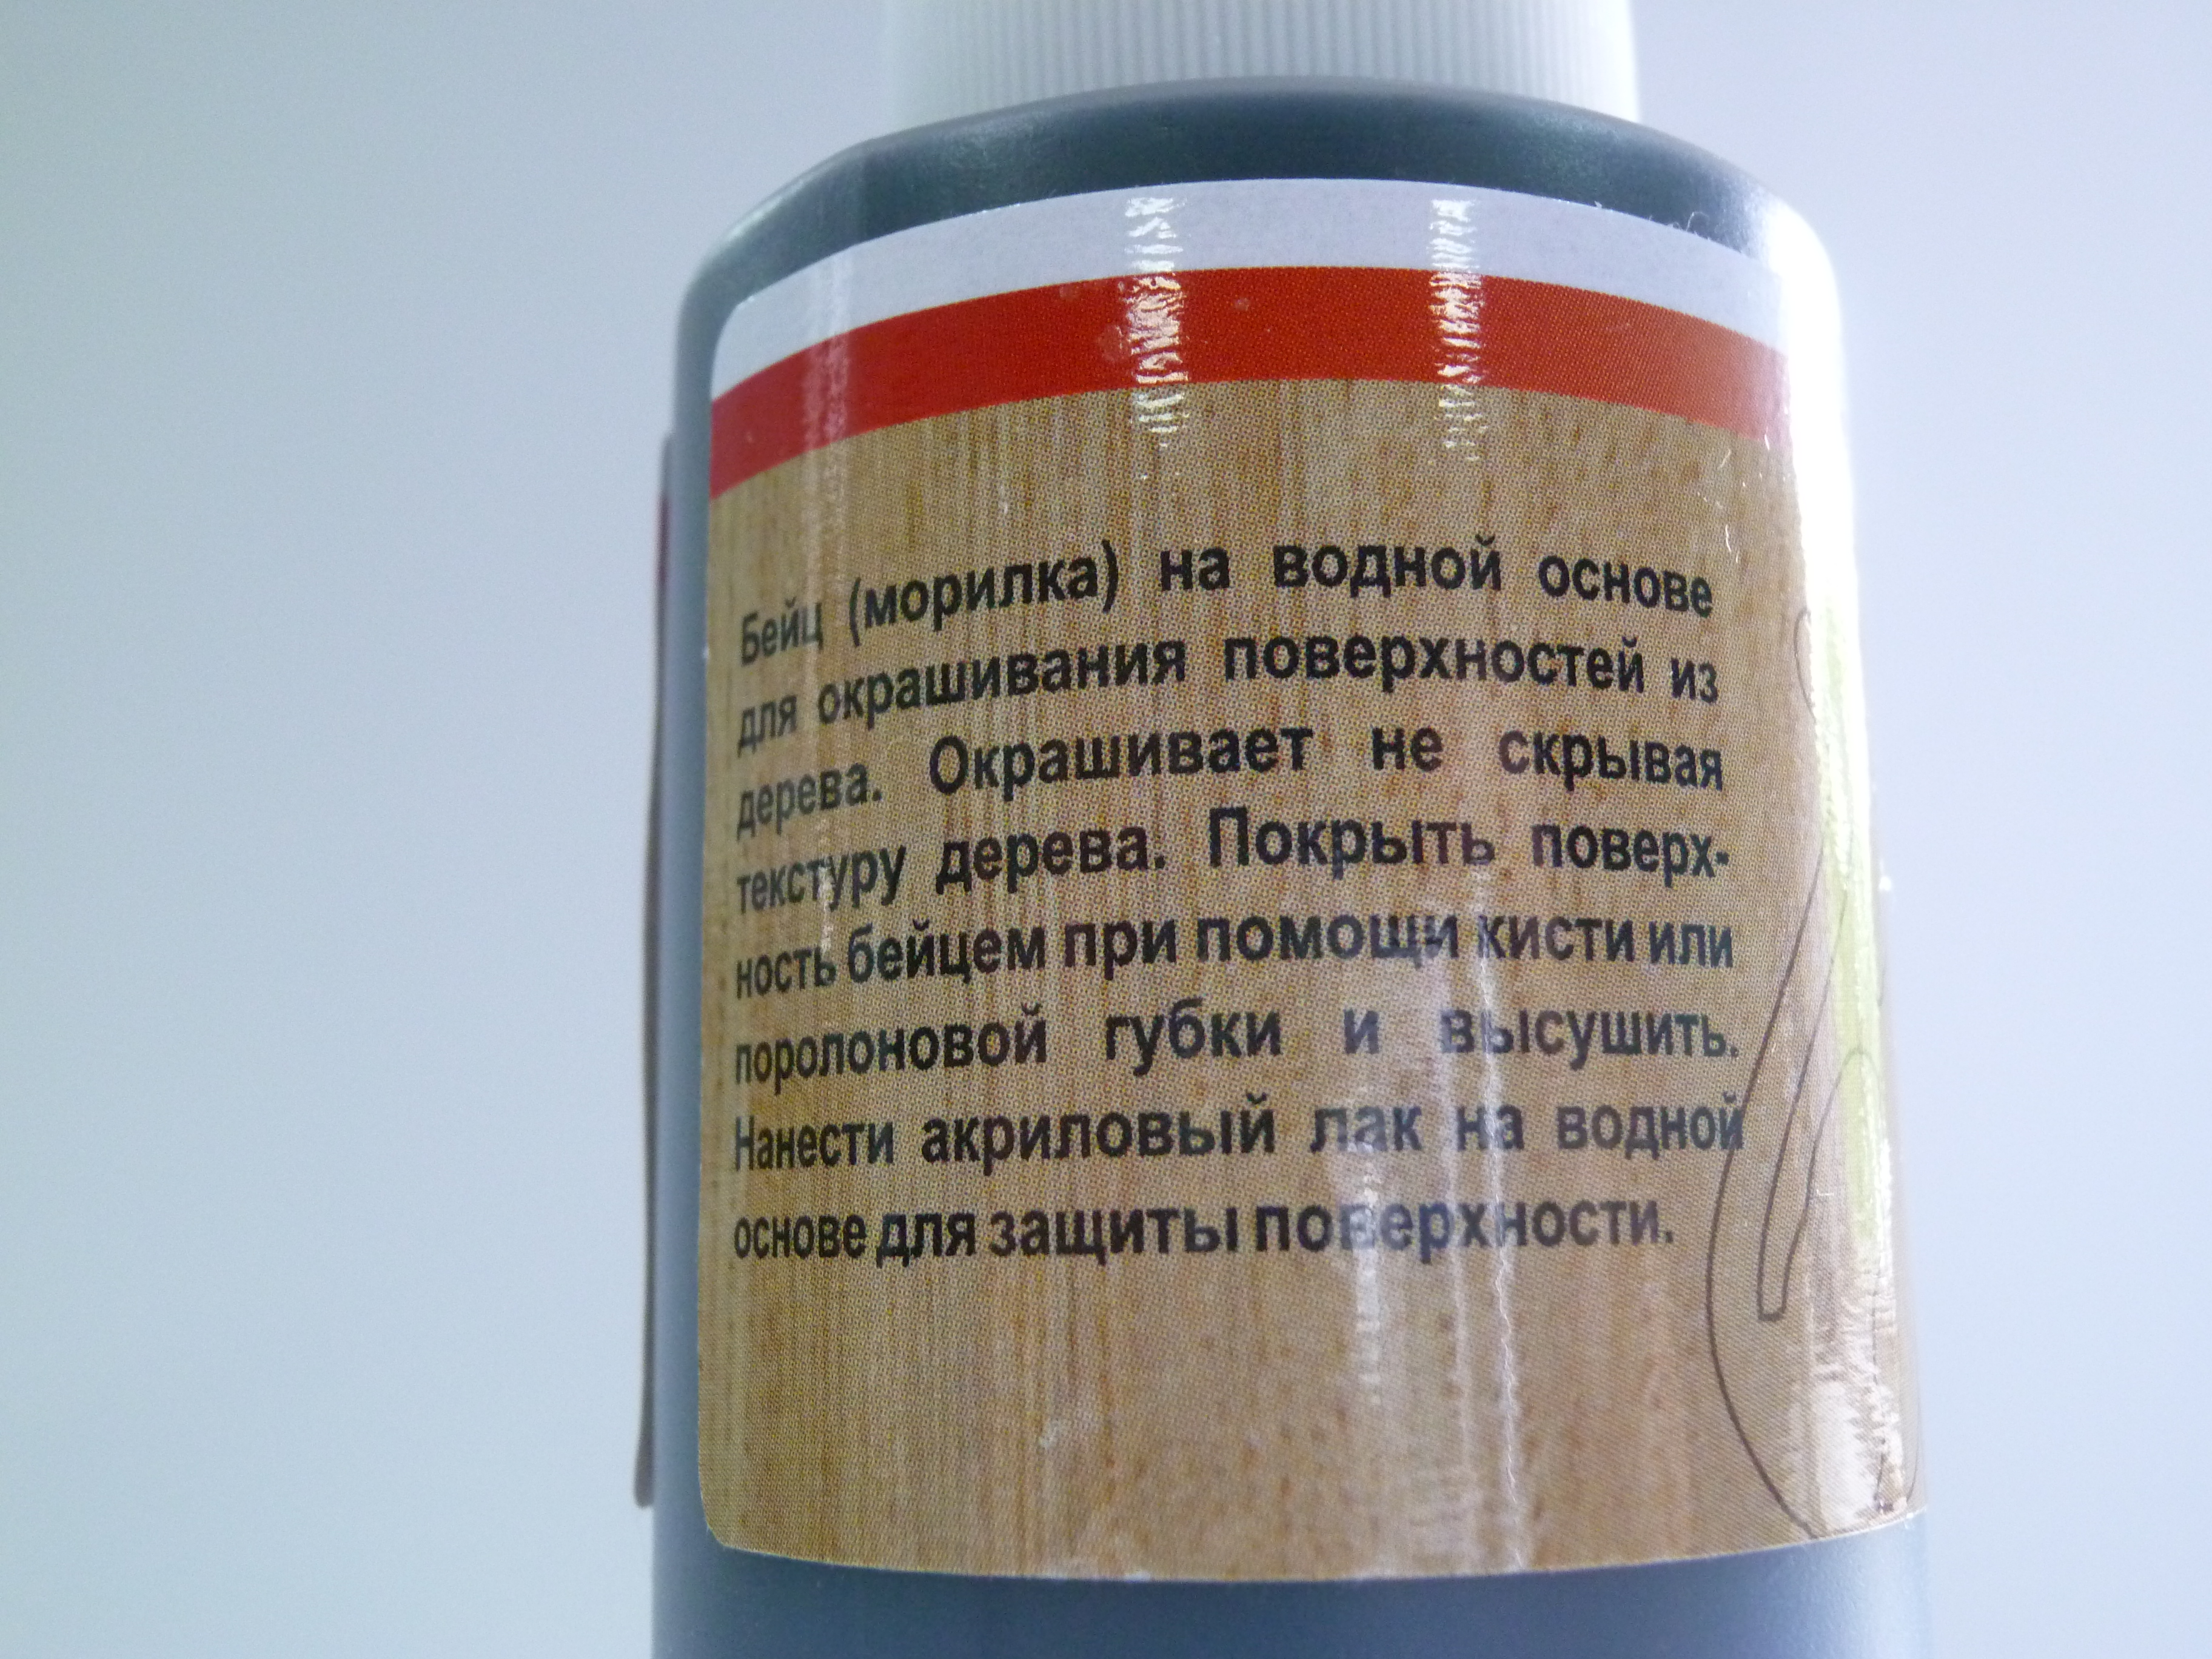 Бейц (морилка) на водной основе
для окрашивания поверхностей из
дерева. Окрашивает не скрывая
текстуру дерева. Покрыть поверх-
ность бейцем при помощи кисти или
поролоновой губки и высушить.
Нанести акриловый лак на водной
основе для защиты поверхности.